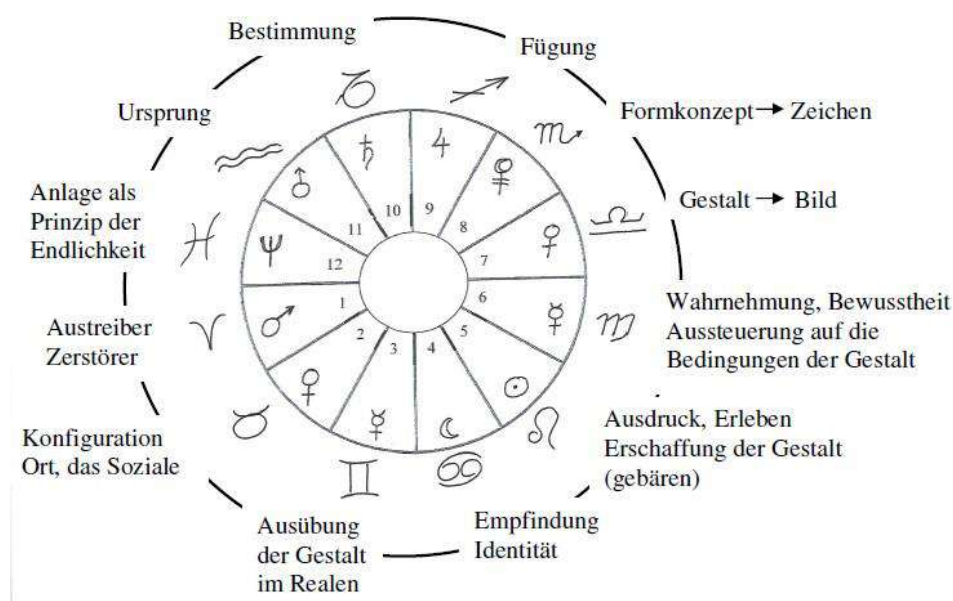 Bestimmung
Fügung
Ursprung
Formkonzept → Zeichen
Anlage als
Prinzip der
Endlichkeit
Gestalt → Bild
10
9
11
8
12
7
1
6
2
3
4
5
Austreiber
Zerstörer
Wahrnehmung, Bewusstheit
Aussteuerung auf die
Bedingungen der Gestalt
Konfiguration
Ort, das Soziale
Ausdruck, Erleben
Erschaffung der Gestalt
(gebären)
Ausübung
der Gestalt
im Realen
Empfindung
Identität